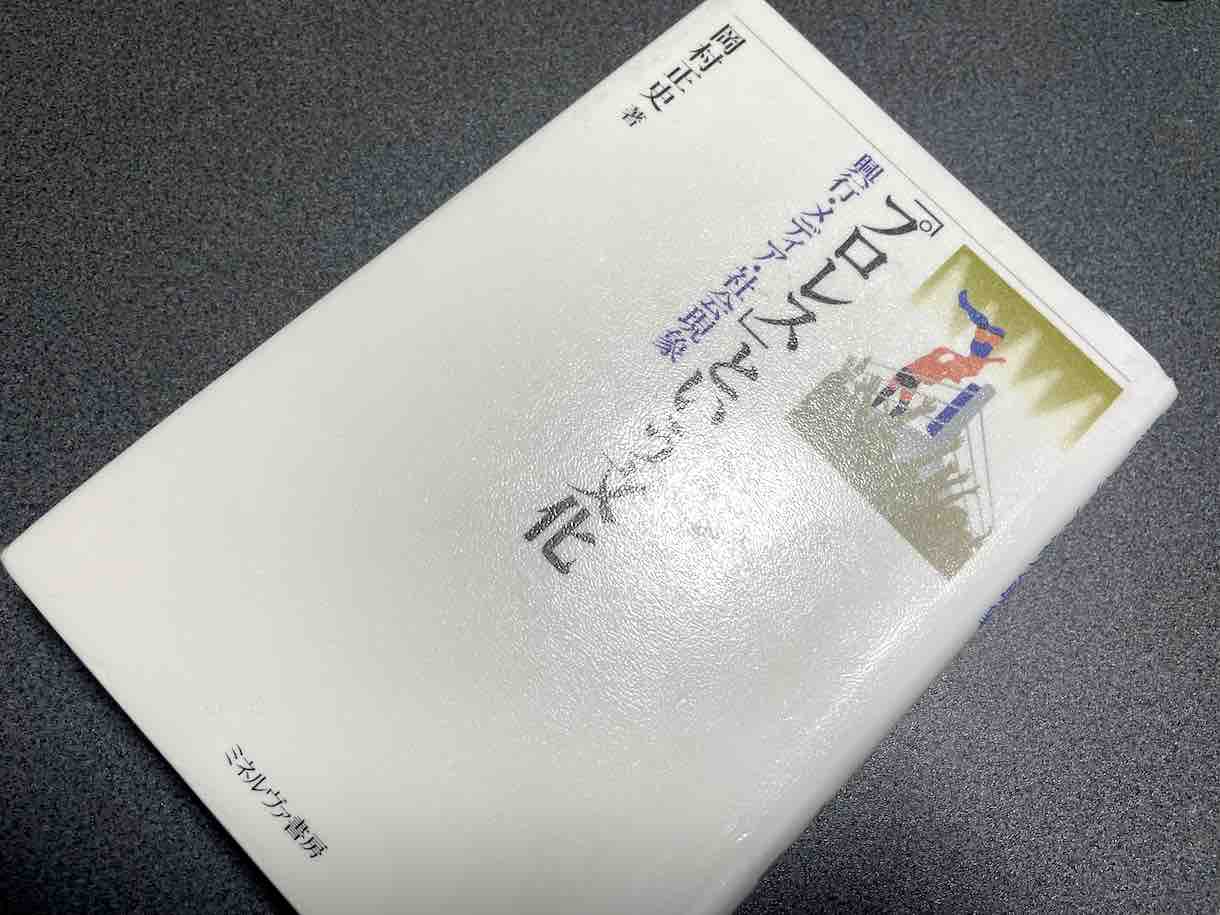 「プロレス」という文化
興行・メディア・社会現象
岡村正史 著
ミネルヴァ書房